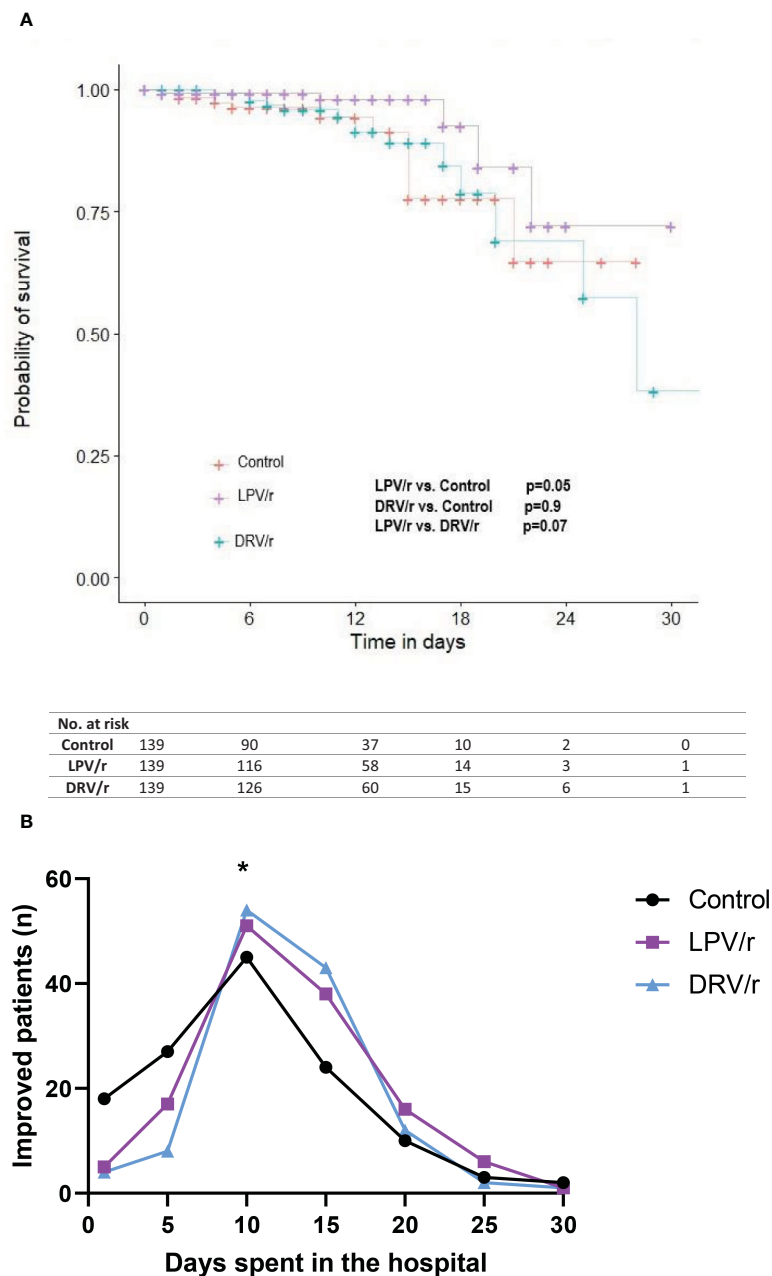 A
Probability of survival
1.00
0.75
0.50
0.25
0.00
Control
LPV/r
DRV/r
LPV/r vs. Control p=0.05
DRV/r vs. Control p=0.9
LPV/r vs. DRV/r p=0.07
0 6 12 18 24 30
Time in days
No. at risk
Control 139 90 37 10 2 0
LPV/r 139 116 58 14 3 1
DRV/r 139 126 60 15 6 1
B
*
Improved patients (n)
60
40
20
0
Control
LPV/r
DRV/r
0 5 10 15 20 25 30
Days spent in the hospital